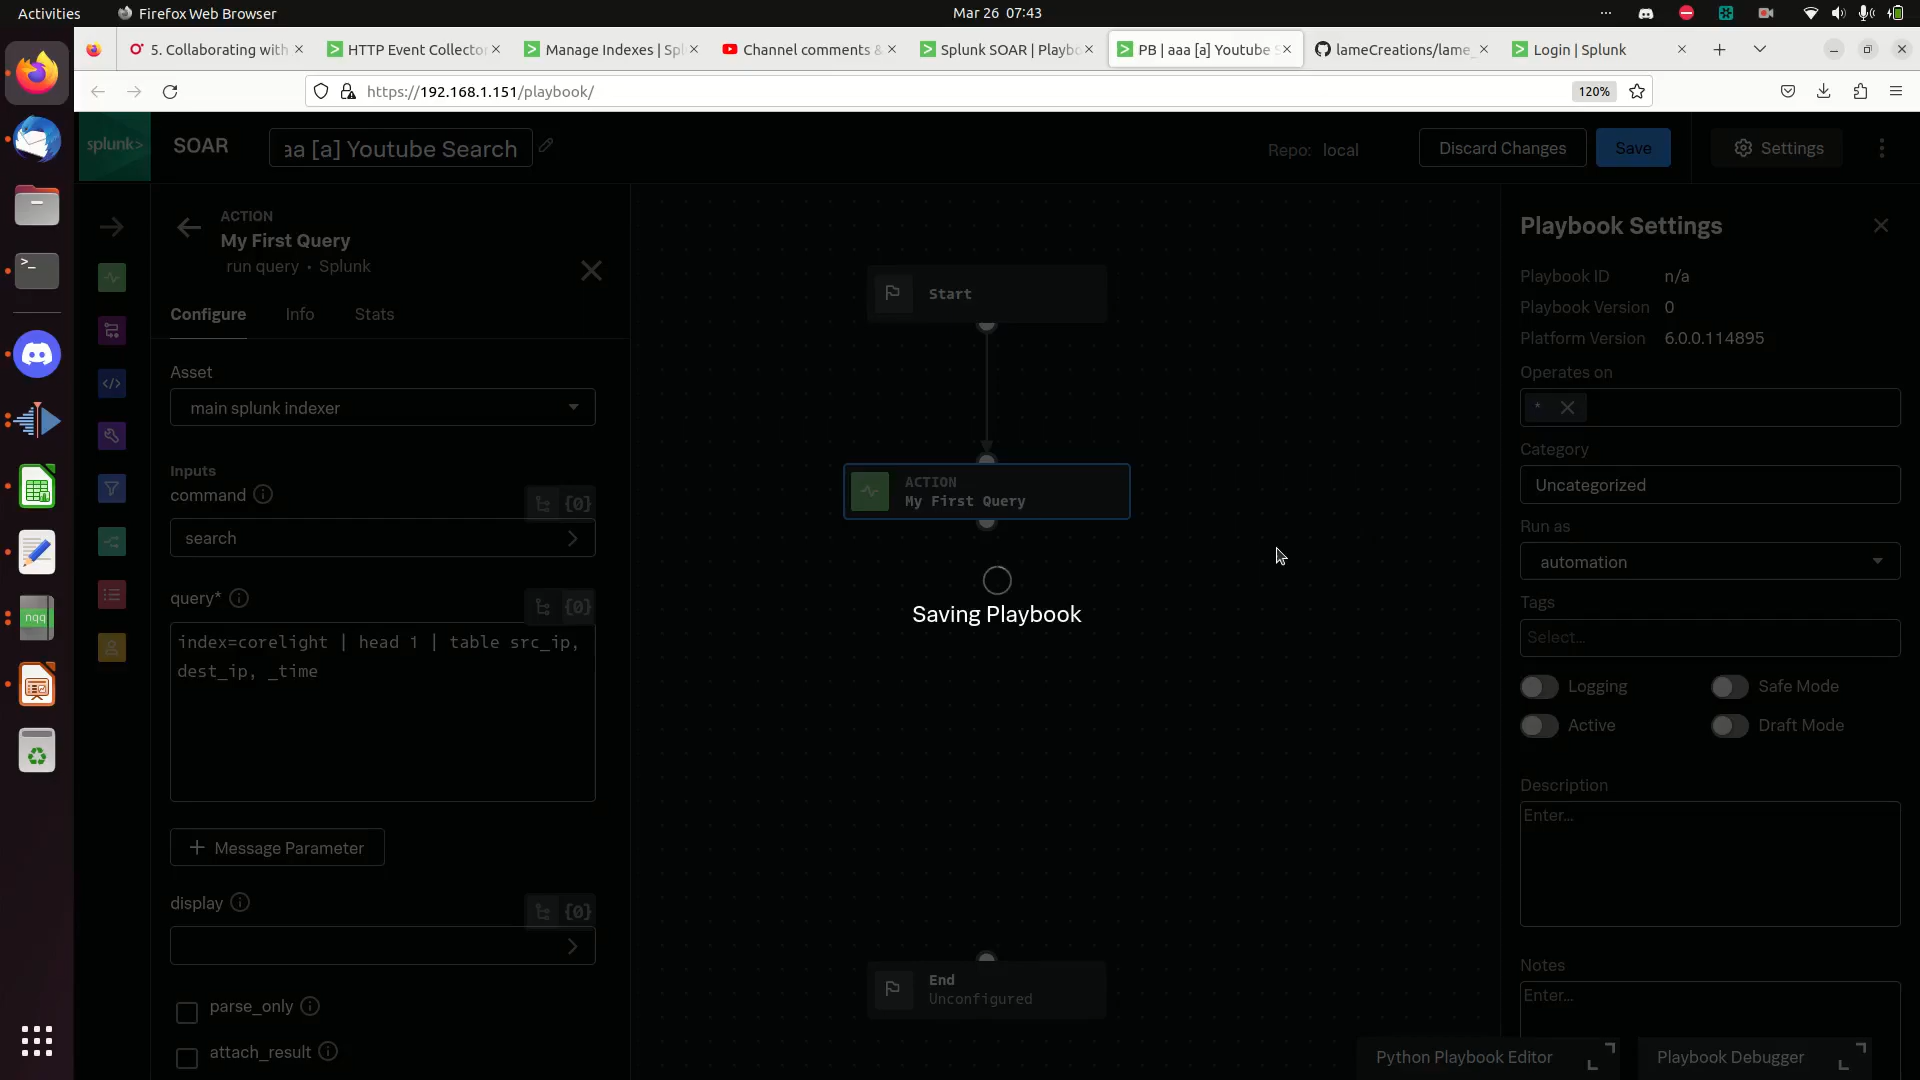 Activities
Firefox Web Browser
Mar 26 07:43
5. Collaborating with
HTTP Event Collector
Manage Indexes | Spl
Channel comments &
Splunk SOAR | Playbo
PB | aaa [a] Youtube S
lameCreations/lame_
Login | Splunk
https://192.168.1.151/playbook/
120%
splunk>
SOAR
aa [a] Youtube Search
Repo: local
Discard Changes
Save
Settings
ACTION
My First Query
run query • Splunk
Configure
Info
Stats
Asset
main splunk indexer
Inputs
command
{0}
search
query*
{0}
index=corelight | head 1 | table src_ip,
dest_ip, _time
+ Message Parameter
display
{0}
parse_only
attach_result
Start
ACTION
My First Query
Saving Playbook
End
Unconfigured
Playbook Settings
Playbook ID n/a
Playbook Version 0
Platform Version 6.0.0.114895
Operates on
*
Category
Uncategorized
Run as
automation
Tags
Select...
Logging
Safe Mode
Active
Draft Mode
Description
Enter...
Notes
Enter...
Python Playbook Editor
Playbook Debugger
nqq